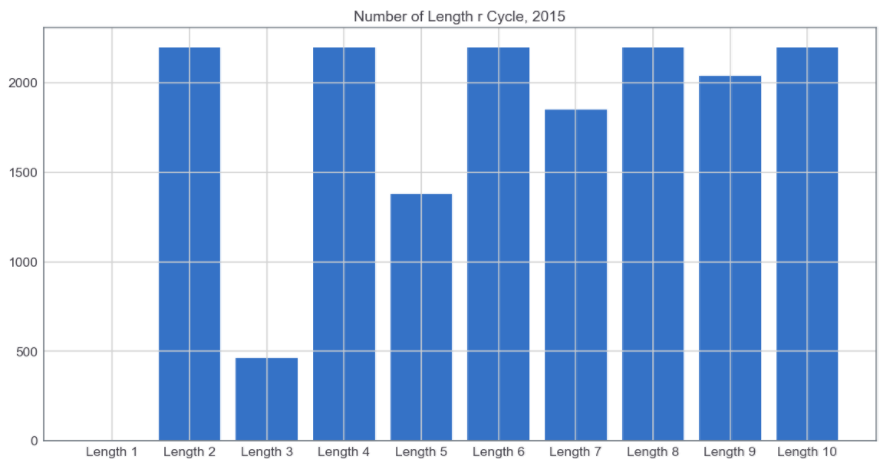 Number of Length r Cycle, 2015
2000
1500
1000
500
0
Length 1 Length 2 Length 3 Length 4 Length 5 Length 6 Length 7 Length 8 Length 9 Length 10